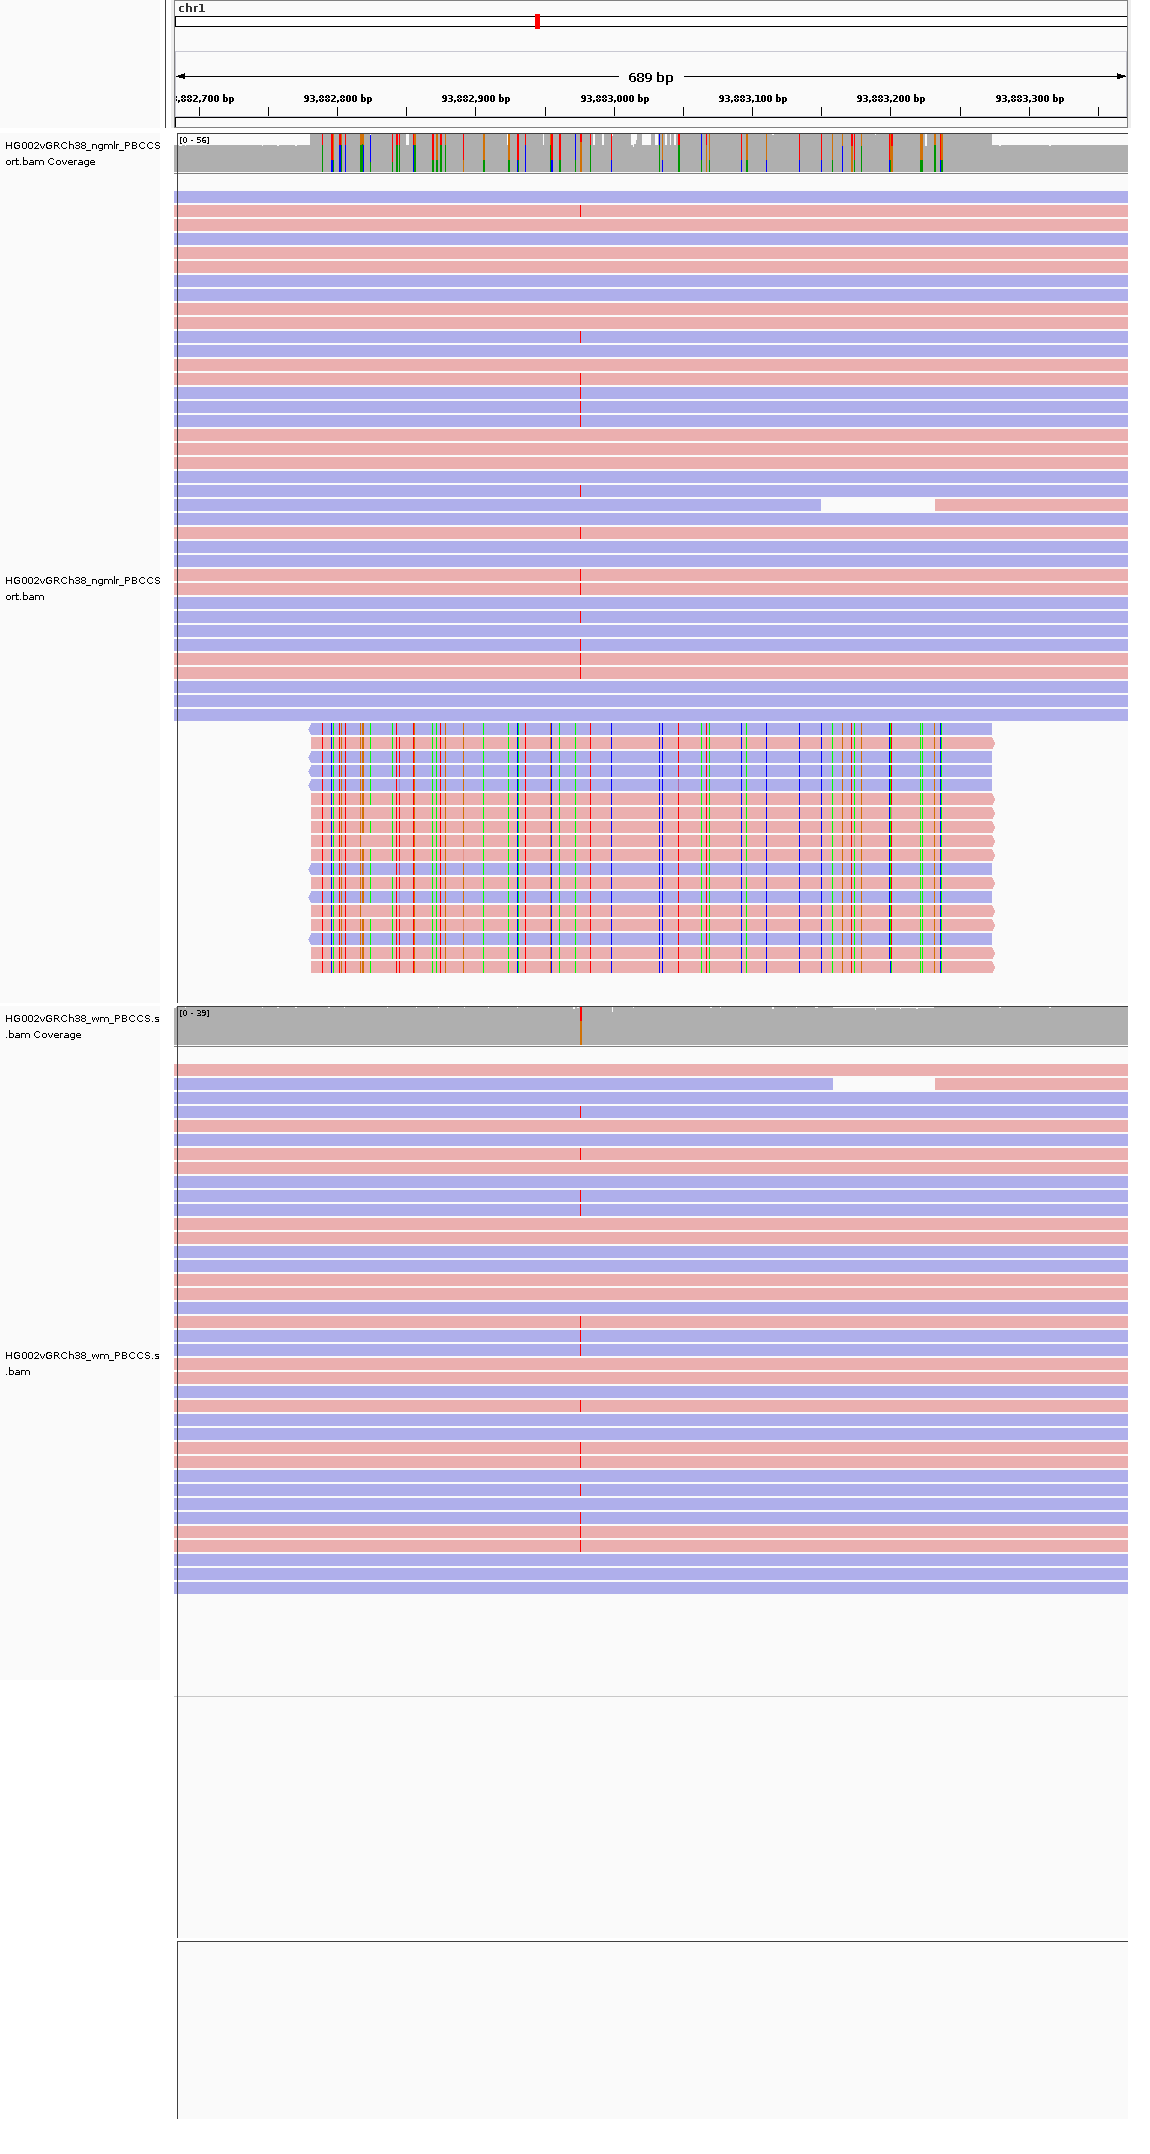 chr1
689 bp
:,882,700 bp 93,882,800 bp 93,882,900 bp 93,883,000 bp 93,883,100 bp 93,883,200 bp 93,883,300 bp
HG002vGRCh38_ngmlr_PBCCS
ort.bam Coverage
[0 - 56]
HG002vGRCh38_ngmlr_PBCCS
ort.bam
HG002vGRCh38_wm_PBCCS.s
.bam Coverage
[0 - 39]
HG002vGRCh38_wm_PBCCS.s
.bam